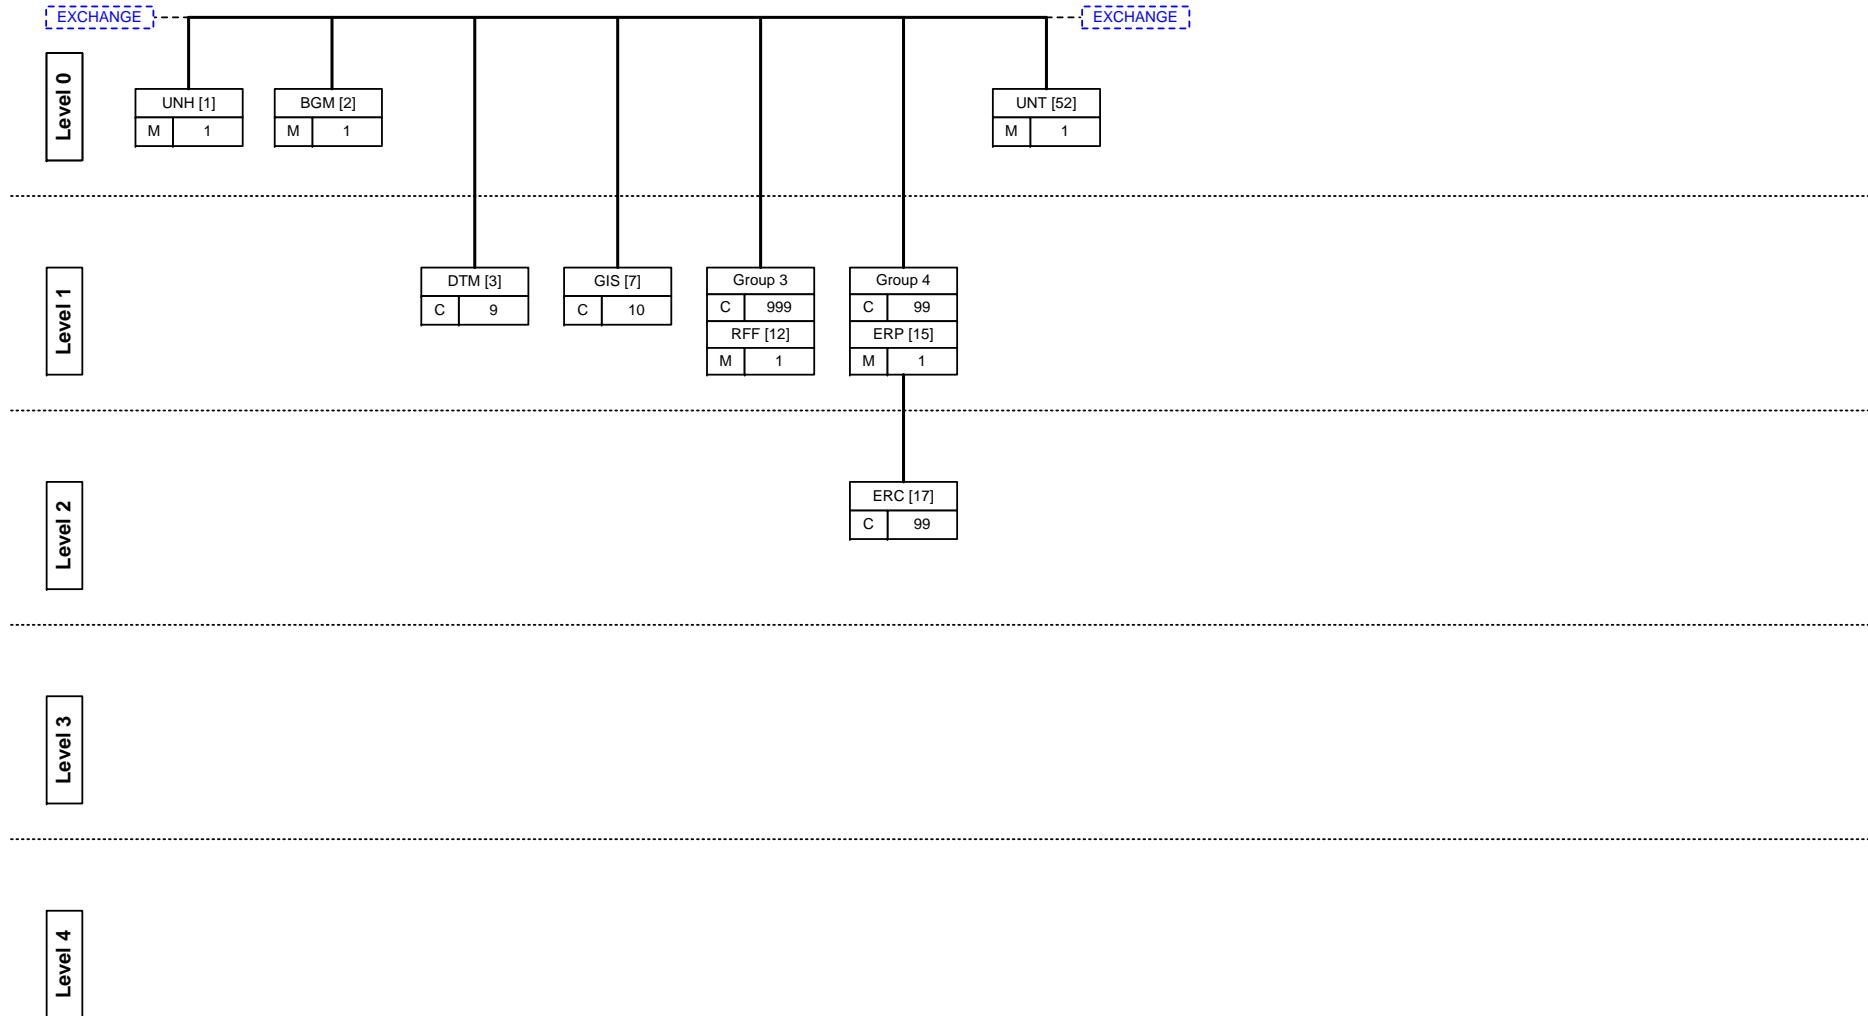 EXCHANGE EXCHANGE
Level 0
UNH [1] BGM [2] UNT [52]
M 1 M 1 M 1
Level 1
DTM [3] GIS [7] Group 3 Group 4
C 9 C 10 C 999 C 99
RFF [12] ERP [15]
M 1 M 1
Level 2
ERC [17]
C 99
Level 3
Level 4